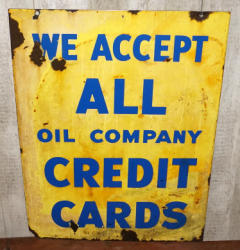 WE ACCEPT
ALL
OIL COMPANY
CREDIT
CARDS